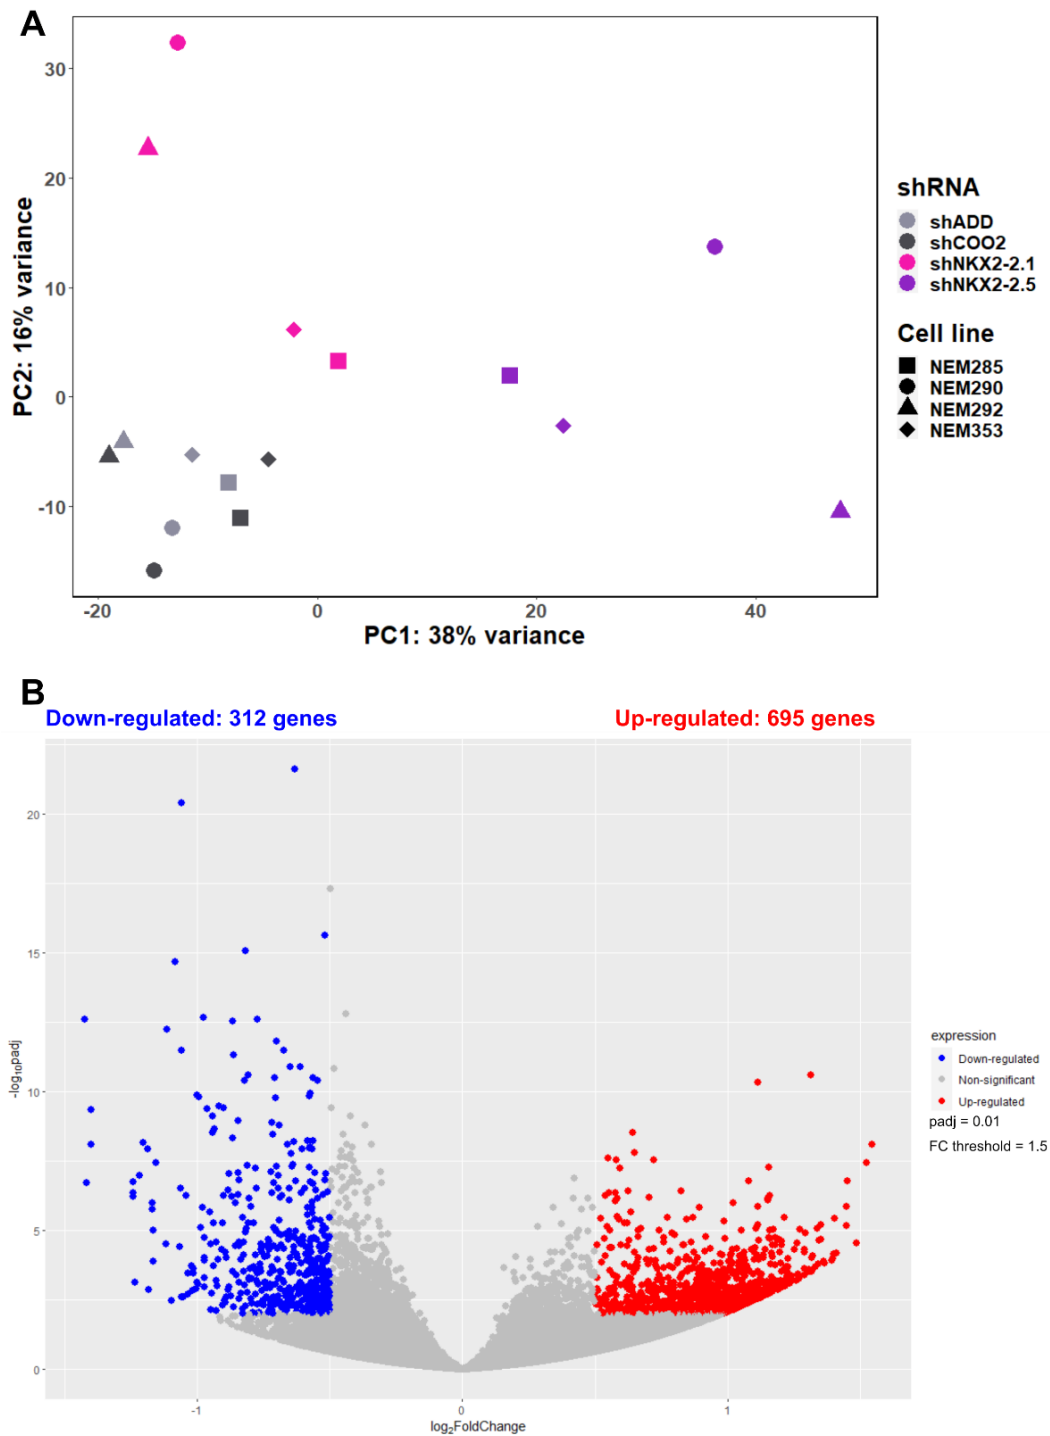 A
30
20
10
0
-10
PC2: 16% variance
-20
0
20
40
PC1: 38% variance
shRNA
shADD
shCOO2
shNKX2-2.1
shNKX2-2.5
Cell line
NEM285
NEM290
NEM292
NEM353
B
Down-regulated: 312 genes
Up-regulated: 695 genes
20
15
10
5
0
-log10padj
-1
0
1
log2FoldChange
expression
Down-regulated
Non-significant
Up-regulated
padj = 0.01
FC threshold = 1.5